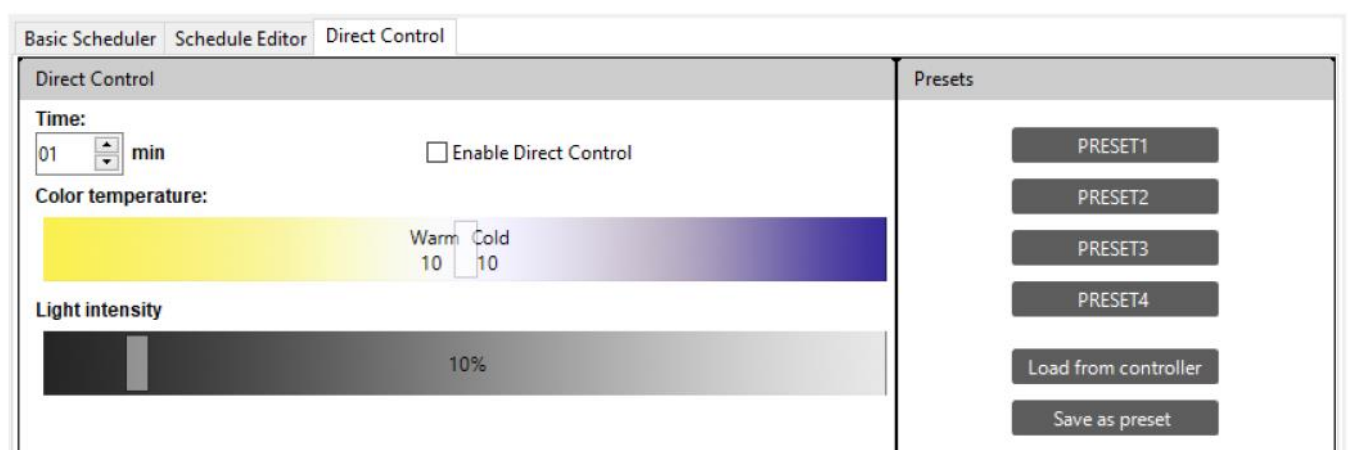 Basic Scheduler Schedule Editor Direct Control
Direct Control
Time:
01 min
Enable Direct Control
Color temperature:
Warm Cold
10 10
Light intensity
10%
Presets
PRESET1
PRESET2
PRESET3
PRESET4
Load from controller
Save as preset